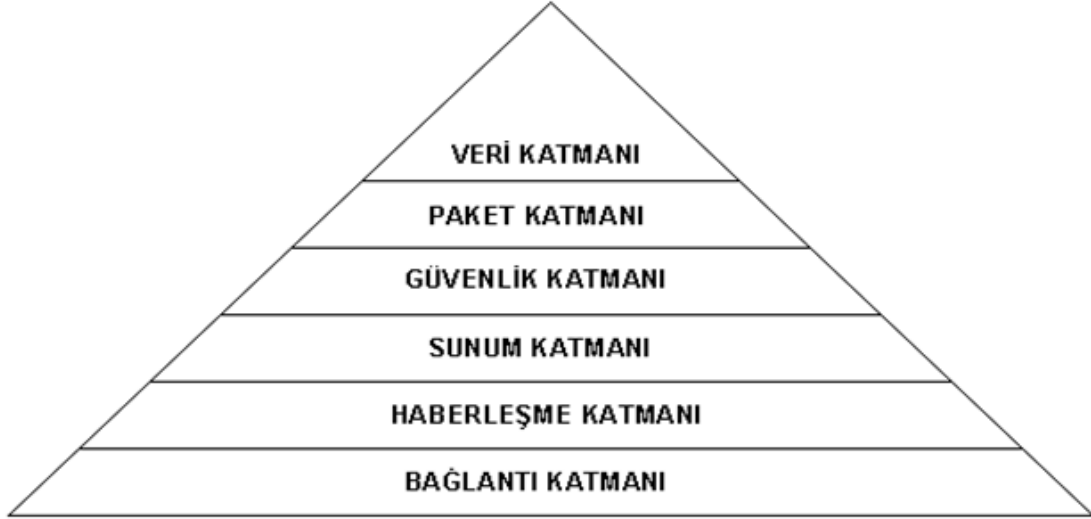 VERİ KATMANI
PAKET KATMANI
GÜVENLİK KATMANI
SUNUM KATMANI
HABERLEŞME KATMANI
BAĞLANTI KATMANI